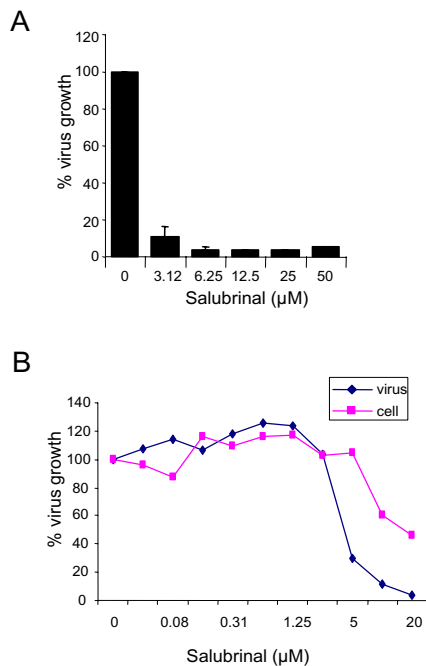 A
120
100
80
60
40
20
0
% virus growth
0 3.12 6.25 12.5 25 50
Salubrinal (µM)
B
virus
cell
140
120
100
80
60
40
20
0
% virus growth
0 0.08 0.31 1.25 5 20
Salubrinal (µM)